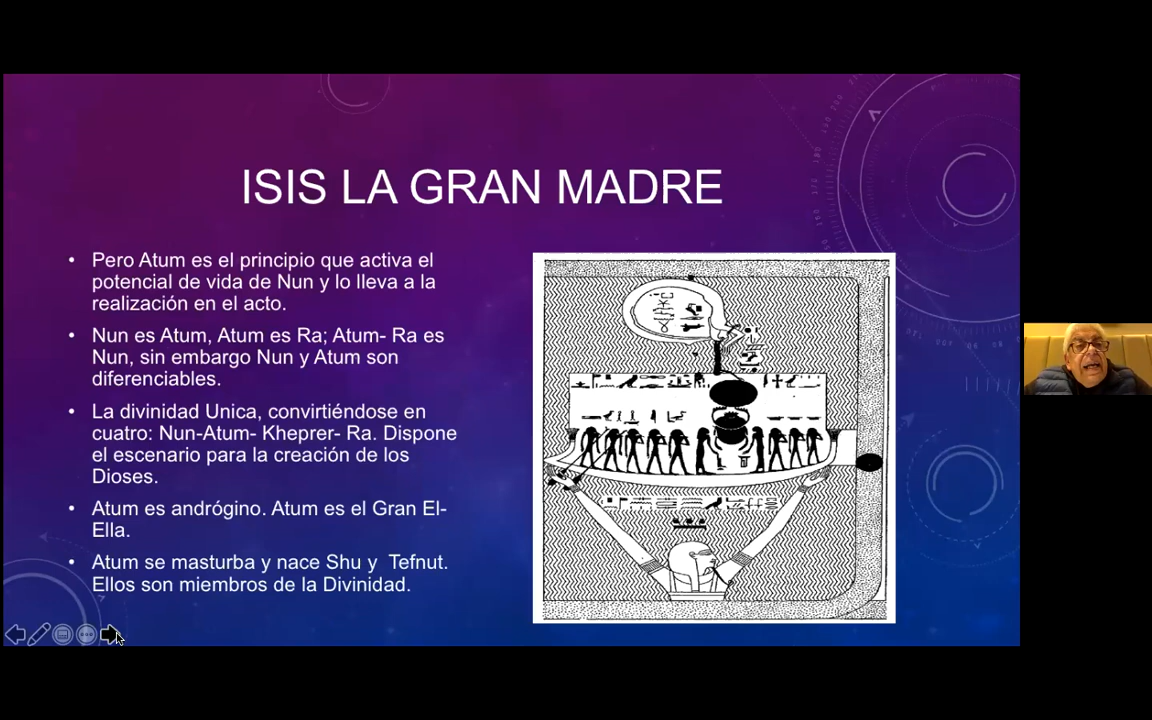 ISIS LA GRAN MADRE
• Pero Atum es el principio que activa el
potencial de vida de Nun y lo lleva a la
realización en el acto.
• Nun es Atum, Atum es Ra; Atum- Ra es
Nun, sin embargo Nun y Atum son
diferenciables.
• La divinidad Unica, convirtiéndose en
cuatro: Nun-Atum- Kheprer- Ra. Dispone
el escenario para la creación de los
Dioses.
• Atum es andrógino. Atum es el Gran El-
Ella.
• Atum se masturba y nace Shu y  Tefnut.
Ellos son miembros de la Divinidad.